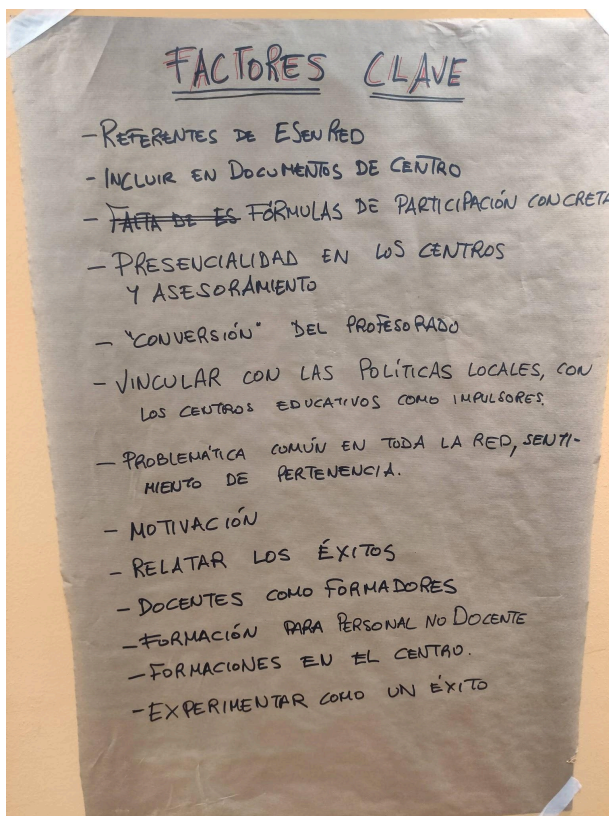 FACTORES CLAVE
- REFERENTES DE ESENRED
- INCLUIR EN DOCUMENTOS DE CENTRO
- FALTA DE ES FÓRMULAS DE PARTICIPACIÓN CONCRETA
- PRESENCIALIDAD EN LOS CENTROS
Y ASESORAMIENTO
- "CONVERSIÓN" DEL PROFESORADO
- VINCULAR CON LAS POLÍTICAS LOCALES, CON
LOS CENTROS EDUCATIVOS COMO IMPULSORES.
- PROBLEMÁTICA COMÚN EN TODA LA RED, SENTI-
MIENTO DE PERTENENCIA.
- MOTIVACIÓN
- RELATAR LOS ÉXITOS
- DOCENTES COMO FORMADORES
- FORMACIÓN PARA PERSONAL NO DOCENTE
- FORMACIONES EN EL CENTRO.
- EXPERIMENTAR COMO UN ÉXITO